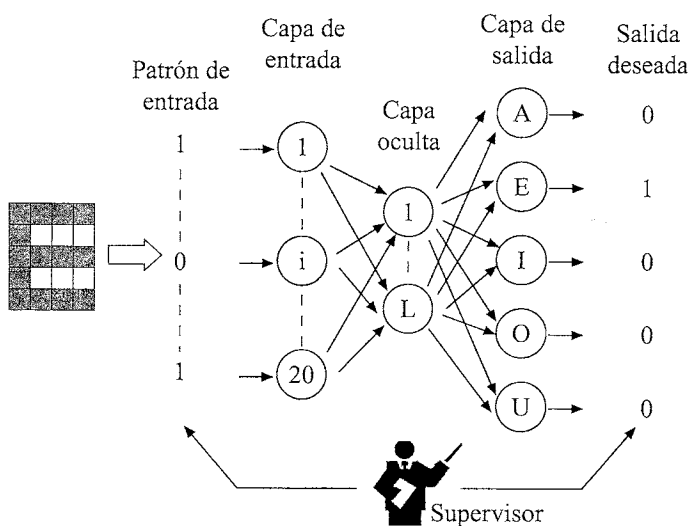 Patrón de
entrada
1
0
1
Capa de
entrada
1
i
20
Capa
oculta
1
L
Capa de
salida
A
E
I
O
U
Salida
deseada
0
1
0
0
0
Supervisor